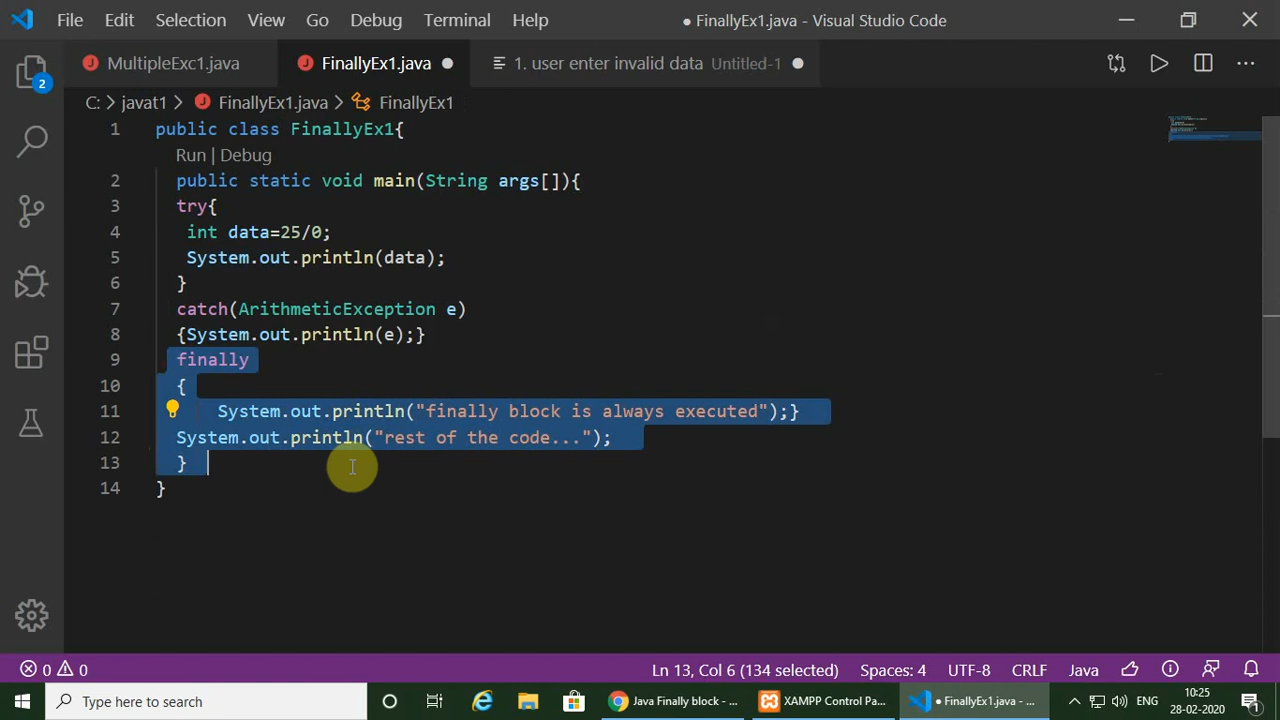 File Edit Selection View Go Debug Terminal Help ● FinallyEx1.java - Visual Studio Code
J MultipleExc1.java J FinallyEx1.java ● 1. user enter invalid data Untitled-1 ●
C: > javat1 > J FinallyEx1.java > FinallyEx1
1 public class FinallyEx1{
Run | Debug
2 public static void main(String args[]){
3 try{
4 int data=25/0;
5 System.out.println(data);
6 }
7 catch(ArithmeticException e)
8 {System.out.println(e);}
9 finally
10 {
11 System.out.println("finally block is always executed");}
12 System.out.println("rest of the code...");
13 }
14 }
2
0 0 Ln 13, Col 6 (134 selected) Spaces: 4 UTF-8 CRLF Java
Type here to search Java Finally block - ... XAMPP Control Pa... ● FinallyEx1.java - ... ENG 10:25
28-02-2020 1